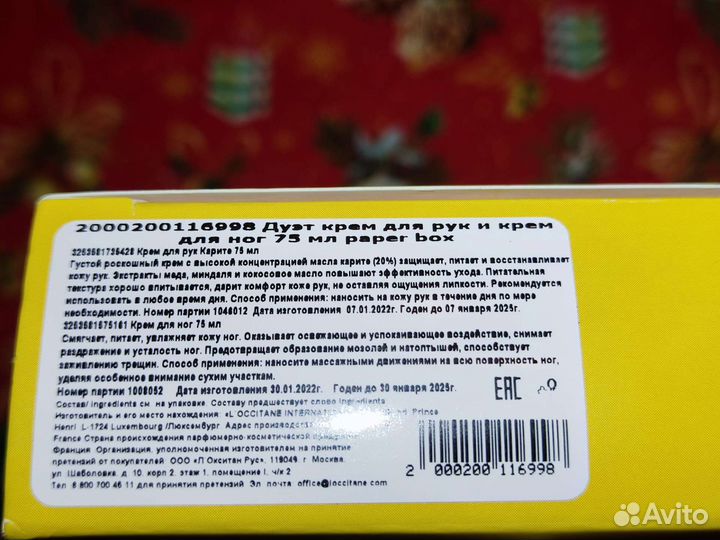 2000200116998 Дуэт крем для рук и крем
для ног 75 мл paper box
3253581735428 Крем для рук Карите 75 мл
Густой роскошный крем с высокой концентрацией масла карите (20%) защищает, питает и восстанавливает
кожу рук. Экстракты меда, миндаля и кокосовое масло повышают эффективность ухода. Питательная
текстура хорошо впитывается, дарит комфорт коже рук, не оставляя ощущения липкости. Рекомендуется
использовать в любое время дня. Способ применения: наносить на кожу рук в течение дня по мере
необходимости. Номер партии 1048012 Дата изготовления 07.01.2022г. Годен до 07 января 2025г.
3253581575161 Крем для ног 75 мл
Смягчает, питает, увлажняет кожу ног. Оказывает освежающее и успокаивающее воздействие, снимает
раздражение и усталость ног. Предотвращает образование мозолей и натоптышей, способствует
заживлению трещин. Способ применения: наносите массажными движениями на всю поверхность ног,
уделяя особенное внимание сухим участкам.
Номер партии 1008052 Дата изготовления 30.01.2022г. Годен до 30 января 2025г.
Состав/ ingredients см. на упаковке. Составу предшествует слово Ingredients
Изготовитель и его место нахождения: «L'OCCITANE INTERNAT Prince
Henri L-1724 Luxembourg /Люксембург Адрес производс
France Страна происхождения парфюмерно-косметической проду
Франция Организация, уполномоченная изготовителем на принятие
претензий от покупателей ООО «Л Окситан Рус», 119049 г. Москва,
ул Шаболовка, д. 10, корп 2, этаж 1, помещение I, ч/к 2
Тел 8 800 700 46 11 для принятия претензий Эл. почта office@loccitane.com
EAC
2 000200 116998
Avito